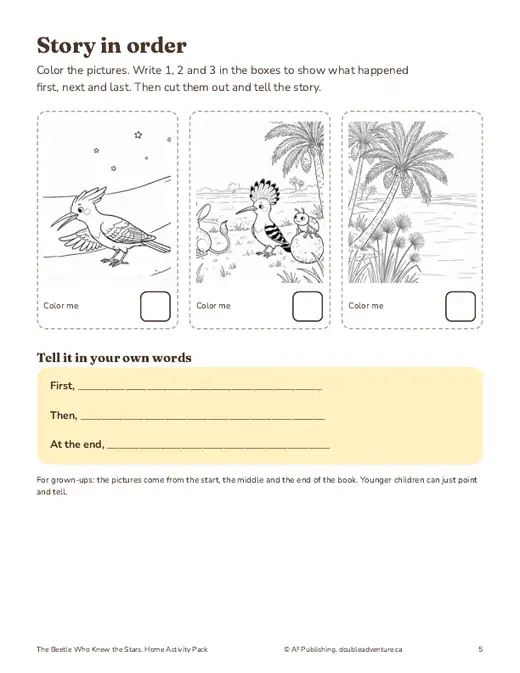 Story in order
Color the pictures. Write 1, 2 and 3 in the boxes to show what happened
first, next and last. Then cut them out and tell the story.
Color me
Color me
Color me
Tell it in your own words
First, ______________________________________________
Then, ______________________________________________
At the end, __________________________________________
For grown-ups: the pictures come from the start, the middle and the end of the book. Younger children can just point
and tell.
The Beetle Who Knew the Stars. Home Activity Pack
© A² Publishing. doubleadventure.ca
5